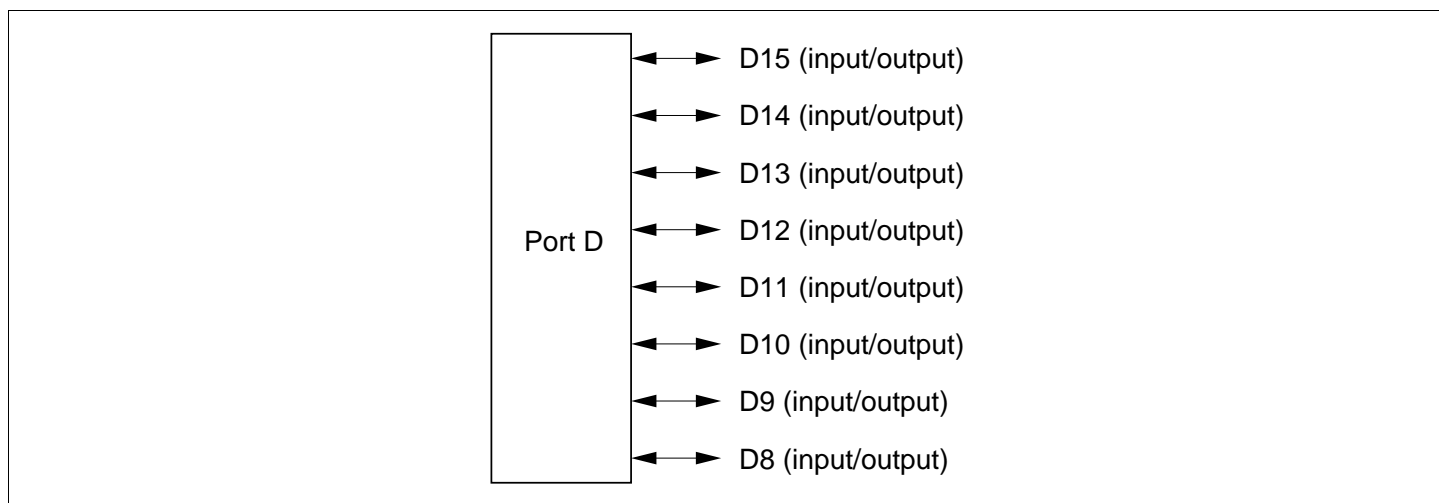 D15 (input/output)
D14 (input/output)
D13 (input/output)
D12 (input/output)
Port D
D11 (input/output)
D10 (input/output)
D9 (input/output)
D8 (input/output)